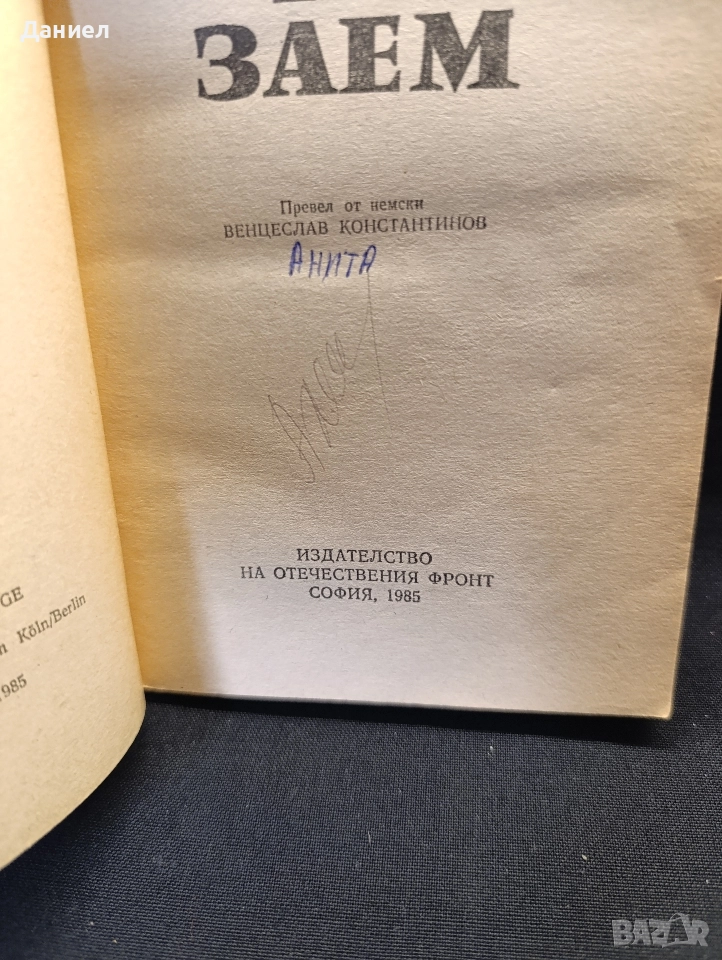 Даниел
ЗАЕМ
Превел от немски
ВЕНЦЕСЛАВ КОНСТАНТИНОВ
АНИТА
ИЗДАТЕЛСТВО
НА ОТЕЧЕСТВЕНИЯ ФРОНТ
СОФИЯ, 1985
GE
n Köln/Berlin
1985
BAZAR